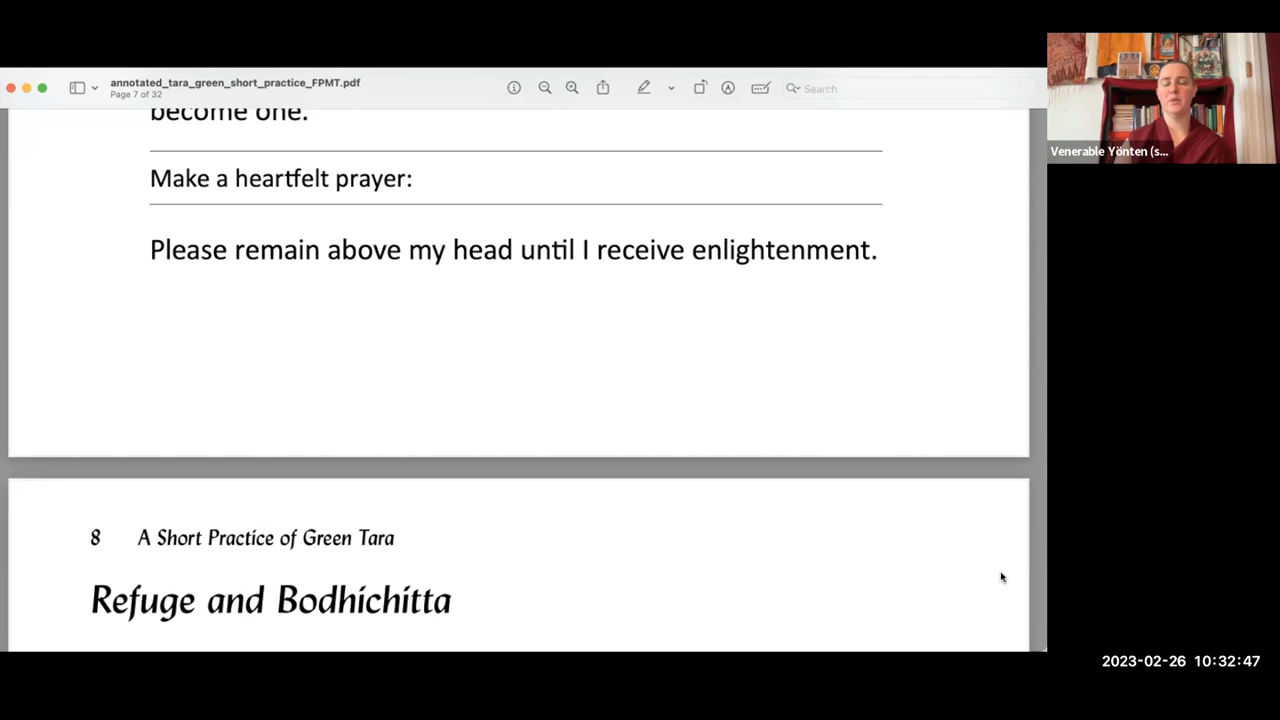 annotated_tara_green_short_practice_FPMT.pdf
Page 7 of 32
Search
become one.
Make a heartfelt prayer:
Please remain above my head until I receive enlightenment.
8 A Short Practice of Green Tara
Refuge and Bodhichitta
Venerable Yönten (s...
2023-02-26 10:32:47